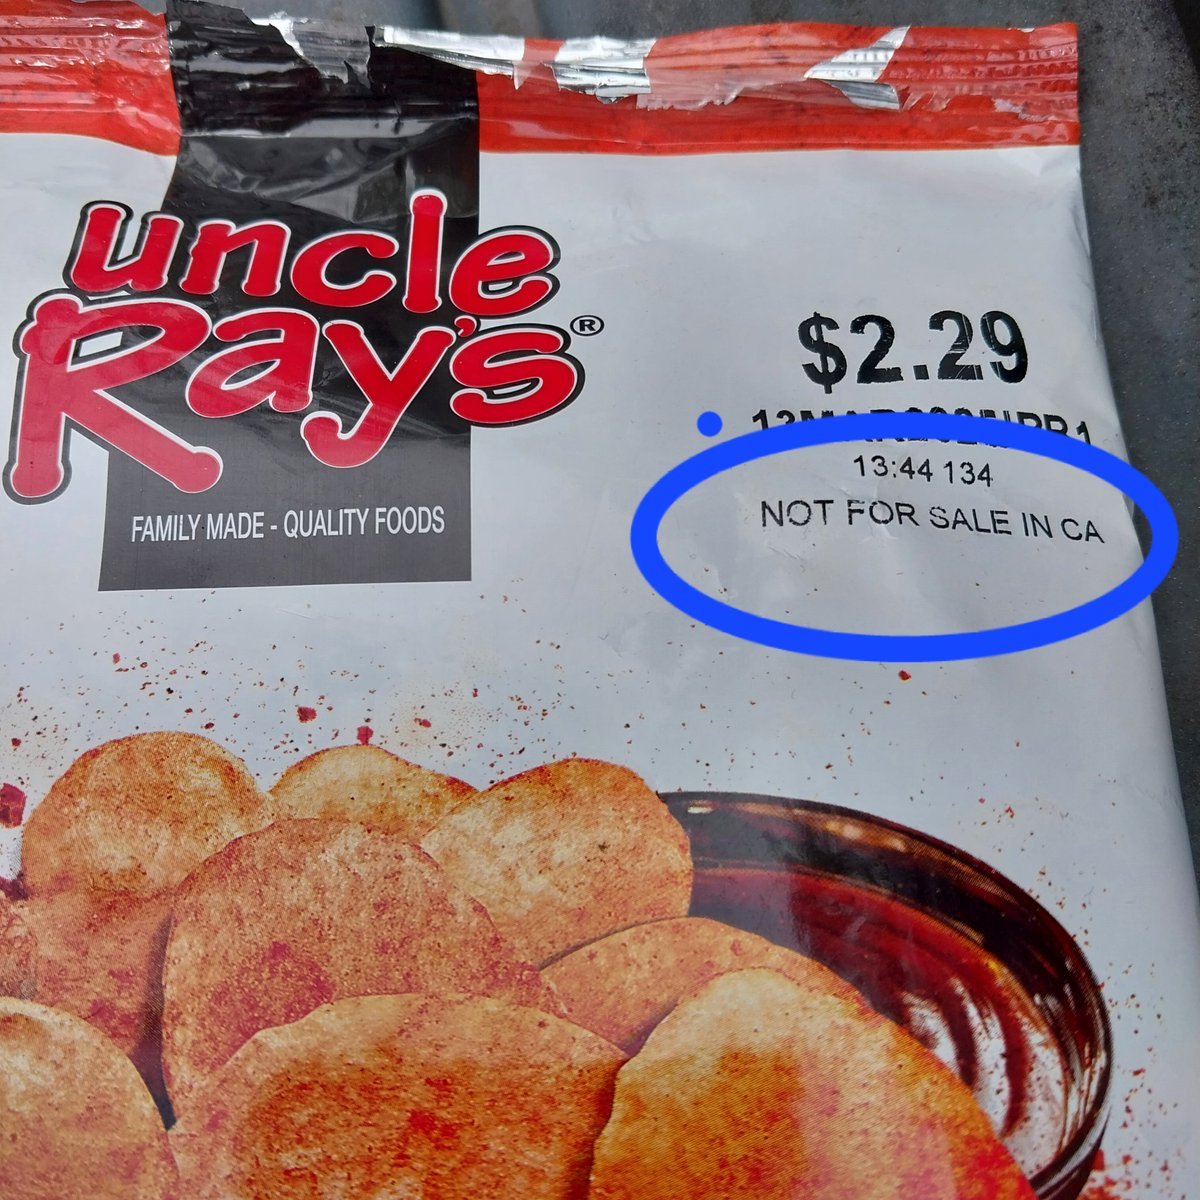 uncle
Ray's®
FAMILY MADE - QUALITY FOODS
$2.29
13:44 134
NOT FOR SALE IN CA